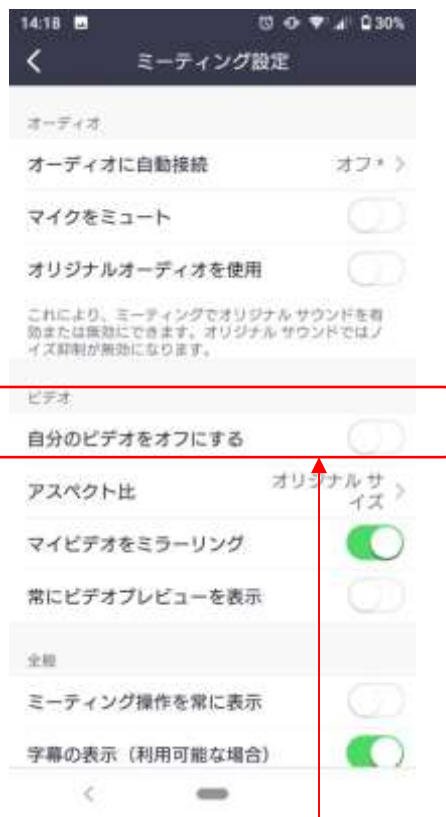 14:18 30%
ミーティング設定
オーディオ
オーディオに自動接続 オフ *
マイクをミュート
オリジナルオーディオを使用
これにより、ミーティングでオリジナル サウンドを有
効または無効にできます。オリジナル サウンドではノ
イズ抑制が無効になります。
ビデオ
自分のビデオをオフにする
アスペクト比 オリジナル サ
イズ
マイビデオをミラーリング
常にビデオプレビューを表示
全般
ミーティング操作を常に表示
字幕の表示（利用可能な場合）